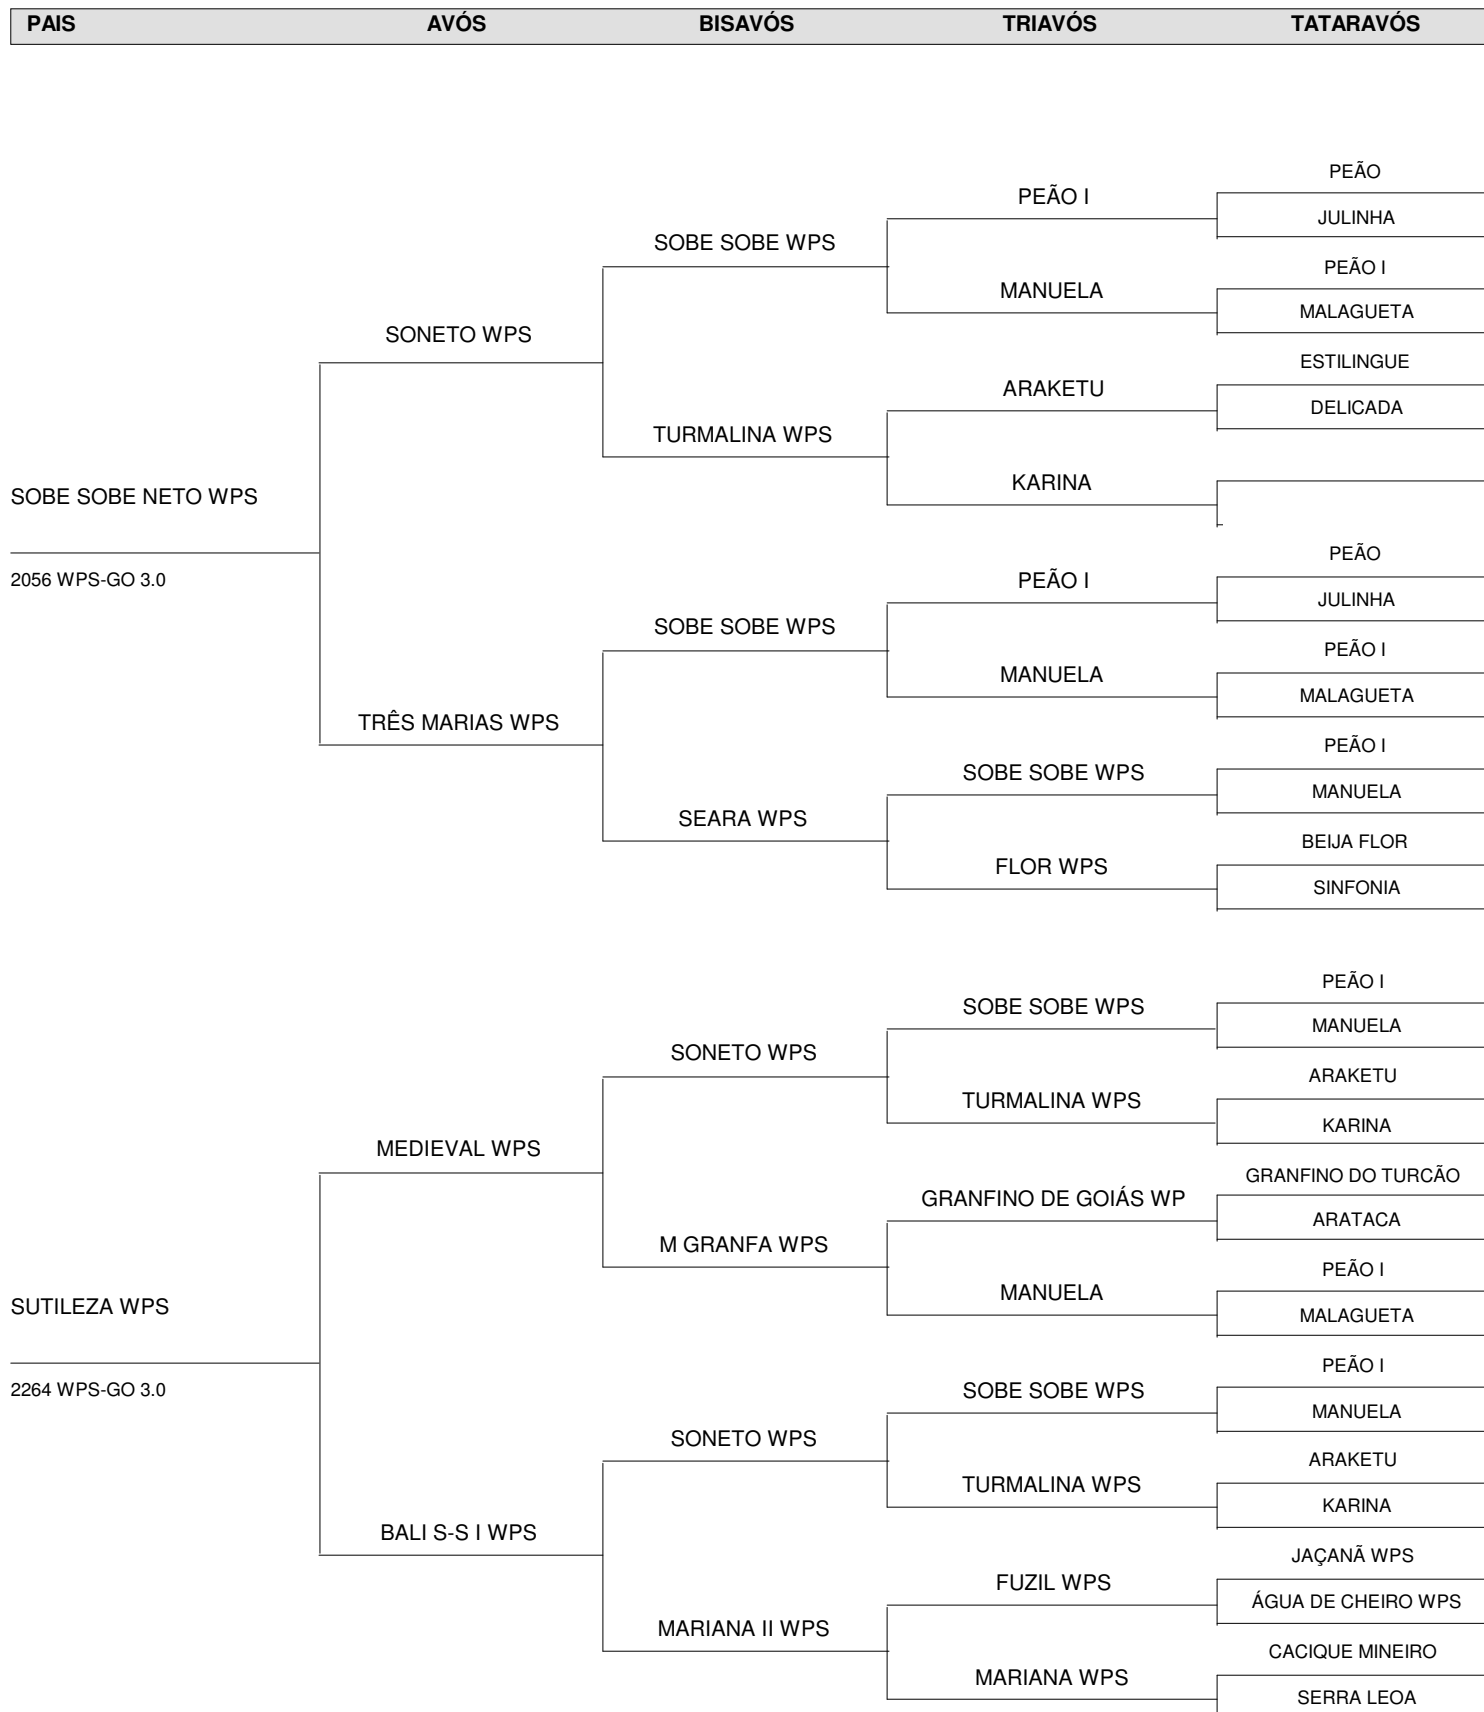 PAIS AVÓS BISAVÓS TRIAVÓS TATARAVÓS
PEÃO
PEÃO I
JULINHA
SOBE SOBE WPS
PEÃO I
MANUELA
MALAGUETA
SONETO WPS
ESTILINGUE
ARAKETU
DELICADA
TURMALINA WPS
KARINA
SOBE SOBE NETO WPS
PEÃO
2056 WPS-GO 3.0
PEÃO I
JULINHA
SOBE SOBE WPS
PEÃO I
MANUELA
MALAGUETA
TRÊS MARIAS WPS
PEÃO I
SOBE SOBE WPS
MANUELA
SEARA WPS
BEIJA FLOR
FLOR WPS
SINFONIA
PEÃO I
SOBE SOBE WPS
MANUELA
SONETO WPS
ARAKETU
TURMALINA WPS
KARINA
MEDIEVAL WPS
GRANFINO DO TURCÃO
GRANFINO DE GOIÁS WP
ARATACA
M GRANFA WPS
PEÃO I
MANUELA
SUTILEZA WPS
MALAGUETA
PEÃO I
2264 WPS-GO 3.0
SOBE SOBE WPS
MANUELA
SONETO WPS
ARAKETU
TURMALINA WPS
KARINA
BALI S-S I WPS
JAÇANÃ WPS
FUZIL WPS
ÁGUA DE CHEIRO WPS
MARIANA II WPS
CACIQUE MINEIRO
MARIANA WPS
SERRA LEOA